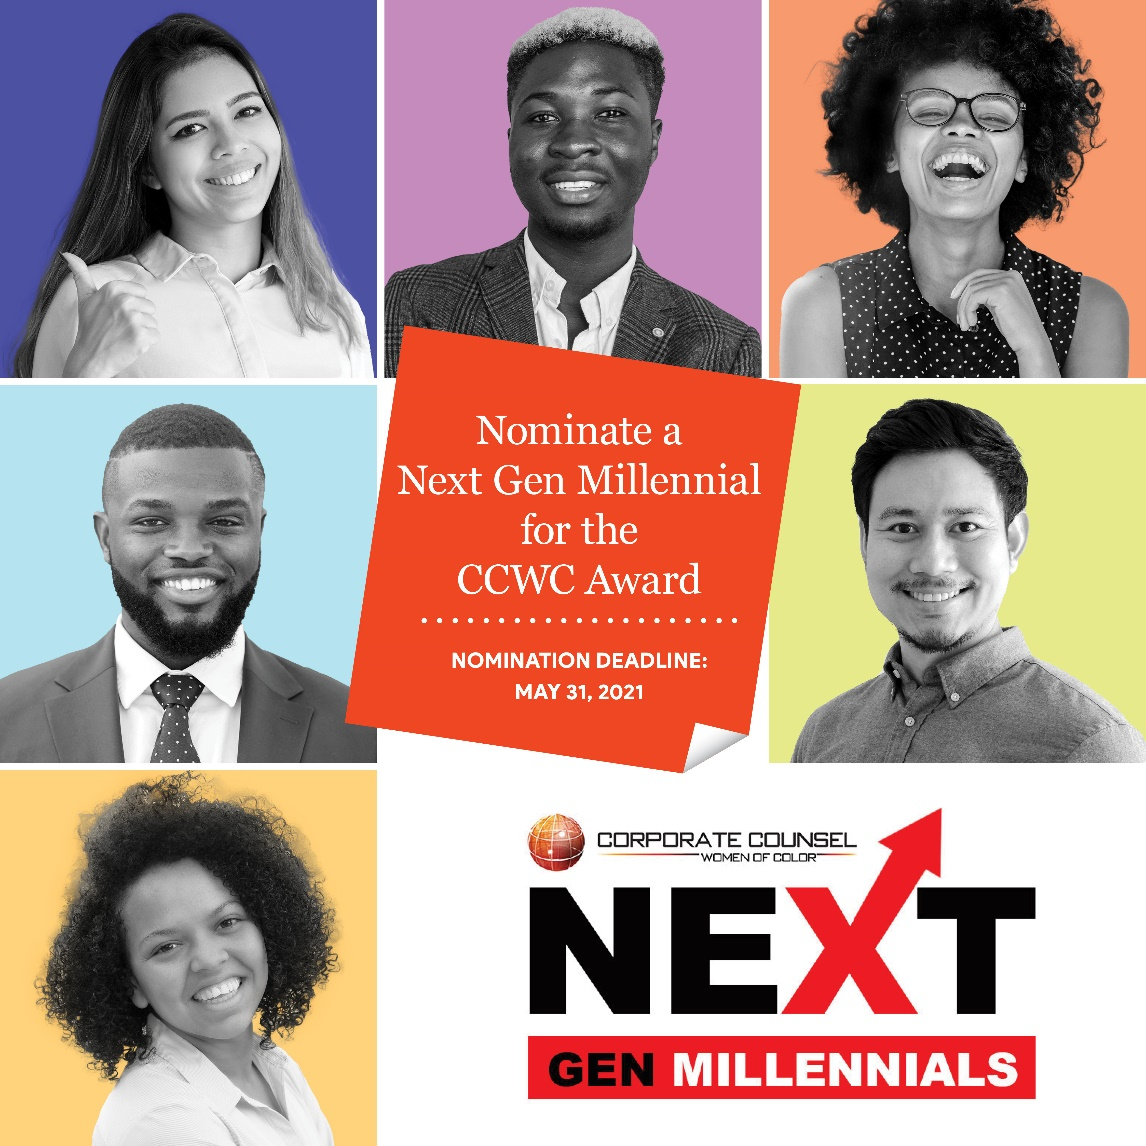 Nominate a
Next Gen Millennial
for the
CCWC Award
NOMINATION DEADLINE:
MAY 31, 2021
CORPORATE COUNSEL
WOMEN OF COLOR
NEXT
GEN MILLENNIALS